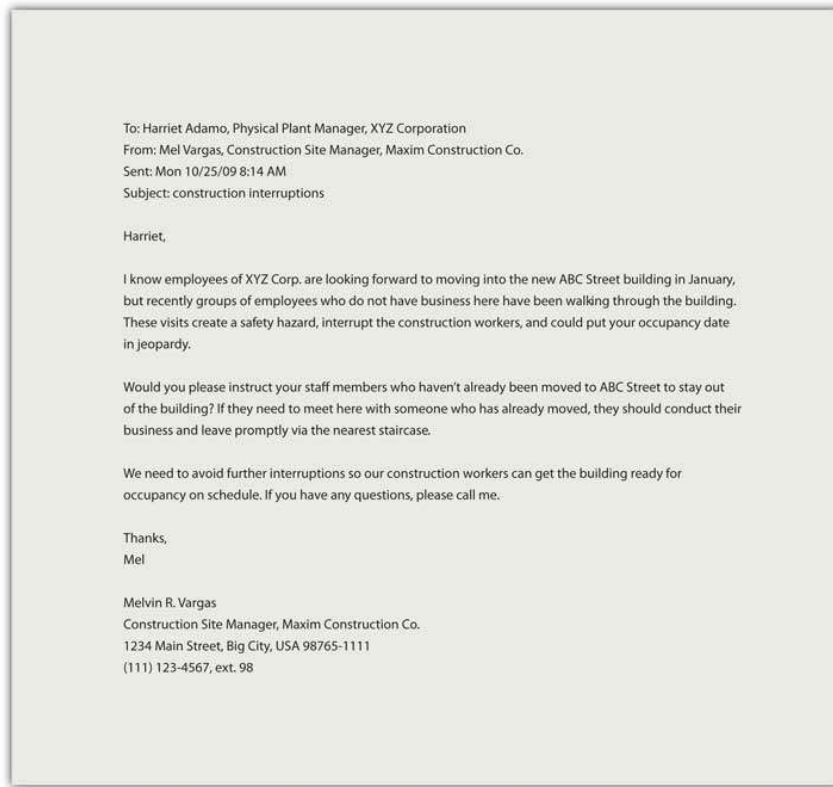 To: Harriet Adamo, Physical Plant Manager, XYZ Corporation
From: Mel Vargas, Construction Site Manager, Maxim Construction Co.
Sent: Mon 10/25/09 8:14 AM
Subject: construction interruptions
Harriet,
I know employees of XYZ Corp. are looking forward to moving into the new ABC Street building in January,
but recently groups of employees who do not have business here have been walking through the building.
These visits create a safety hazard, interrupt the construction workers, and could put your occupancy date
in jeopardy.
Would you please instruct your staff members who haven't already been moved to ABC Street to stay out
of the building? If they need to meet here with someone who has already moved, they should conduct their
business and leave promptly via the nearest staircase.
We need to avoid further interruptions so our construction workers can get the building ready for
occupancy on schedule. If you have any questions, please call me.
Thanks,
Mel
Melvin R. Vargas
Construction Site Manager, Maxim Construction Co.
1234 Main Street, Big City, USA 98765-1111
(111) 123-4567, ext. 98